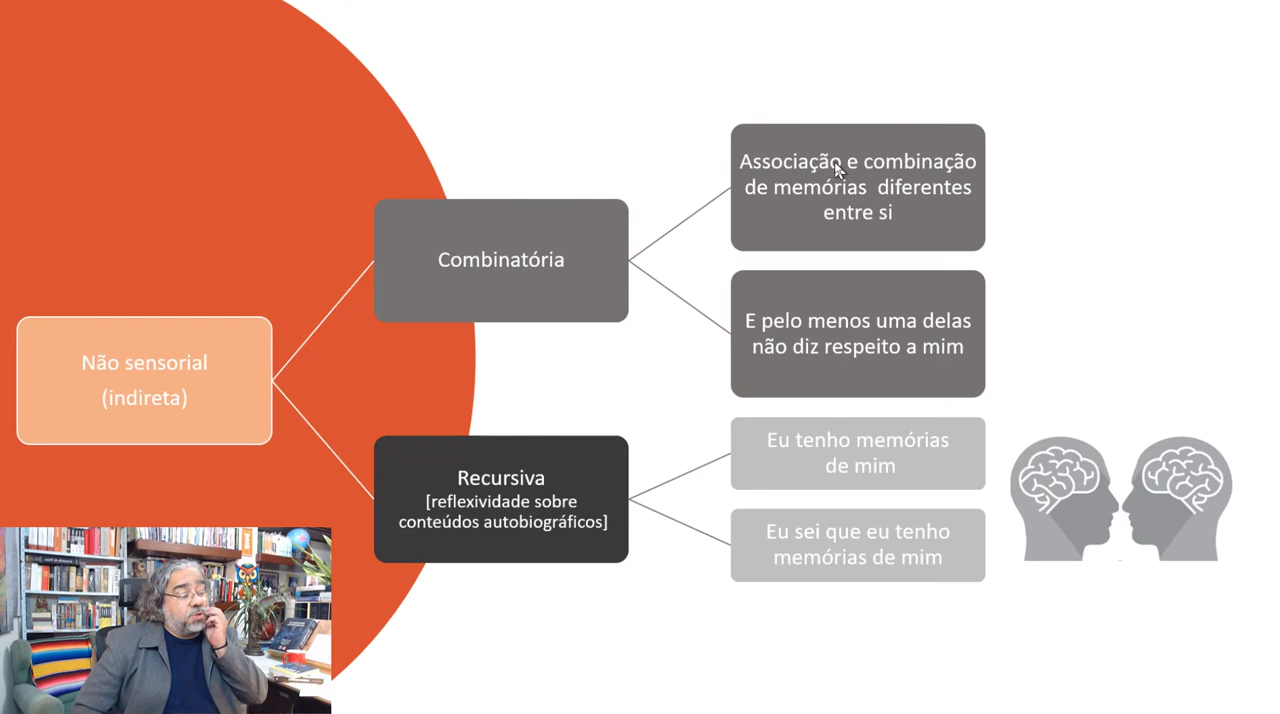 Não sensorial
(indireta)
Combinatória
Associação e combinação
de memórias diferentes
entre si
E pelo menos uma delas
não diz respeito a mim
Recursiva
[reflexividade sobre
conteúdos autobiográficos]
Eu tenho memórias
de mim
Eu sei que eu tenho
memórias de mim